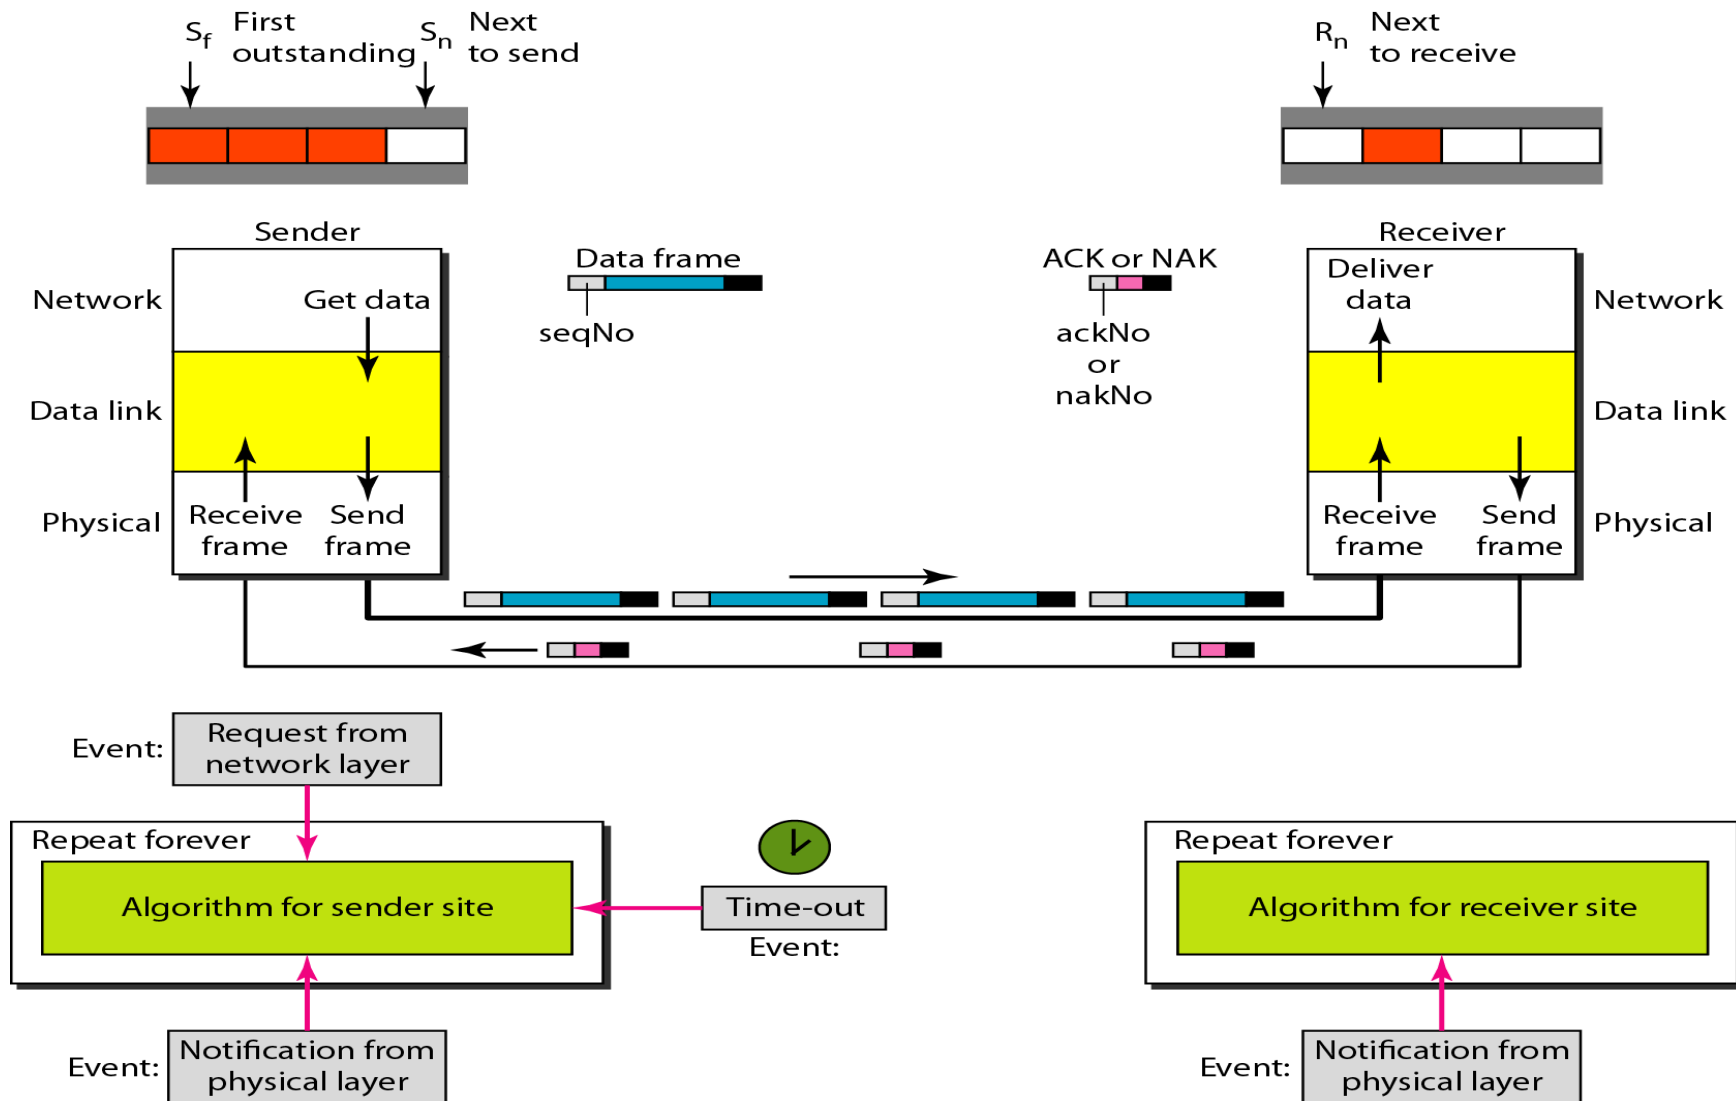 Sf First
outstanding
Sn Next
to send
Rn Next
to receive
Sender
Data frame
ACK or NAK
Receiver
Network
Get data
seqNo
ackNo
or
nakNo
Deliver
data
Network
Data link
Data link
Physical
Receive
frame
Send
frame
Receive
frame
Send
frame
Physical
Event:
Request from
network layer
Repeat forever
Algorithm for sender site
Time-out
Event:
Repeat forever
Algorithm for receiver site
Event:
Notification from
physical layer
Event:
Notification from
physical layer